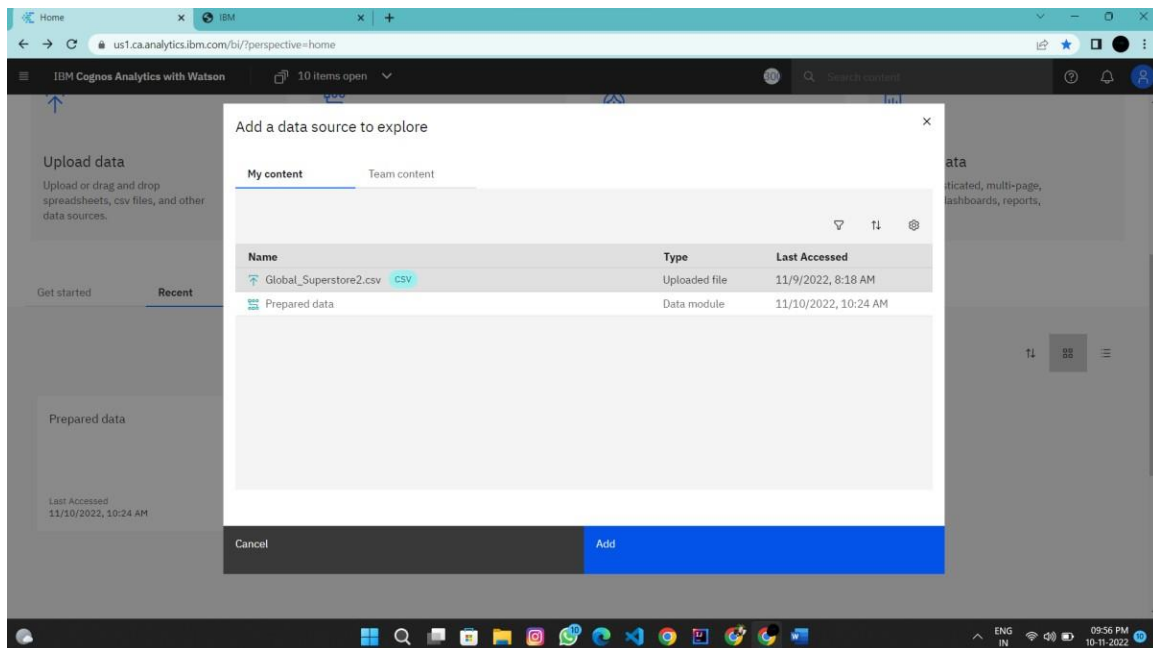 Home
IBM
us1.ca.analytics.ibm.com/bi/?perspective=home
IBM Cognos Analytics with Watson
10 items open
30
Search content
Add a data source to explore
Upload data
Upload or drag and drop
spreadsheets, csv files, and other
data sources.
My content Team content
ata
ticated, multi-page,
dashboards, reports,
Name Type Last Accessed
Global_Superstore2.csv CSV Uploaded file 11/9/2022, 8:18 AM
Prepared data Data module 11/10/2022, 10:24 AM
Get started Recent
Prepared data
Last Accessed
11/10/2022, 10:24 AM
Cancel Add
ENG
IN
09:56 PM
10-11-2022
10